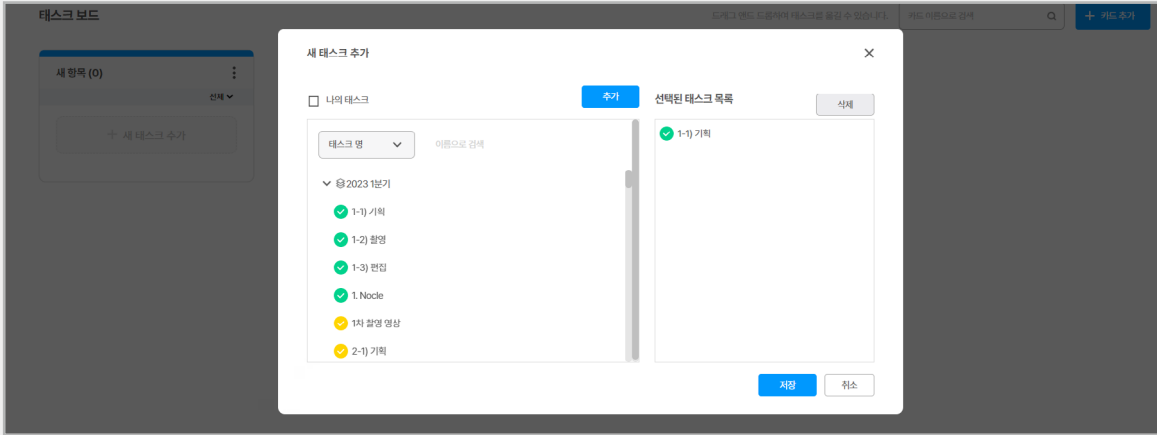 태스크 보드
드래그 앤드 드롭하여 태스크를 옮길 수 있습니다.
카드 이름으로 검색
+ 카드 추가
새 항목 (0)
전체
+ 새 태스크 추가
새 태스크 추가
나의 태스크
추가
선택된 태스크 목록
삭제
태스크 명
이름으로 검색
1-1) 기획
2023 1분기
1-1) 기획
1-2) 촬영
1-3) 편집
1. Nocle
1차 촬영 영상
2-1) 기획
저장
취소